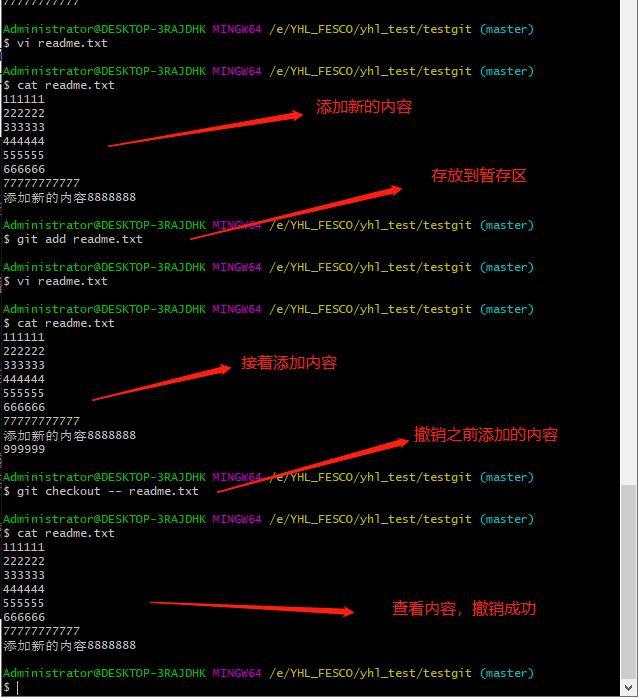 77777777777
Administrator@DESKTOP-3RAJDHK MINGW64 /e/YHL_FESCO/yhl_test/testgit (master)
$ vi readme.txt
Administrator@DESKTOP-3RAJDHK MINGW64 /e/YHL_FESCO/yhl_test/testgit (master)
$ cat readme.txt
111111
添加新的内容
222222
333333
444444
555555
666666
存放到暂存区
77777777777
添加新的内容8888888
Administrator@DESKTOP-3RAJDHK MINGW64 /e/YHL_FESCO/yhl_test/testgit (master)
$ git add readme.txt
Administrator@DESKTOP-3RAJDHK MINGW64 /e/YHL_FESCO/yhl_test/testgit (master)
$ vi readme.txt
Administrator@DESKTOP-3RAJDHK MINGW64 /e/YHL_FESCO/yhl_test/testgit (master)
$ cat readme.txt
111111
222222
333333
接着添加内容
444444
555555
666666
77777777777
添加新的内容8888888
撤销之前添加的内容
999999
Administrator@DESKTOP-3RAJDHK MINGW64 /e/YHL_FESCO/yhl_test/testgit (master)
$ git checkout -- readme.txt
Administrator@DESKTOP-3RAJDHK MINGW64 /e/YHL_FESCO/yhl_test/testgit (master)
$ cat readme.txt
111111
222222
333333
444444
555555
查看内容，撤销成功
666666
77777777777
添加新的内容8888888
Administrator@DESKTOP-3RAJDHK MINGW64 /e/YHL_FESCO/yhl_test/testgit (master)
$